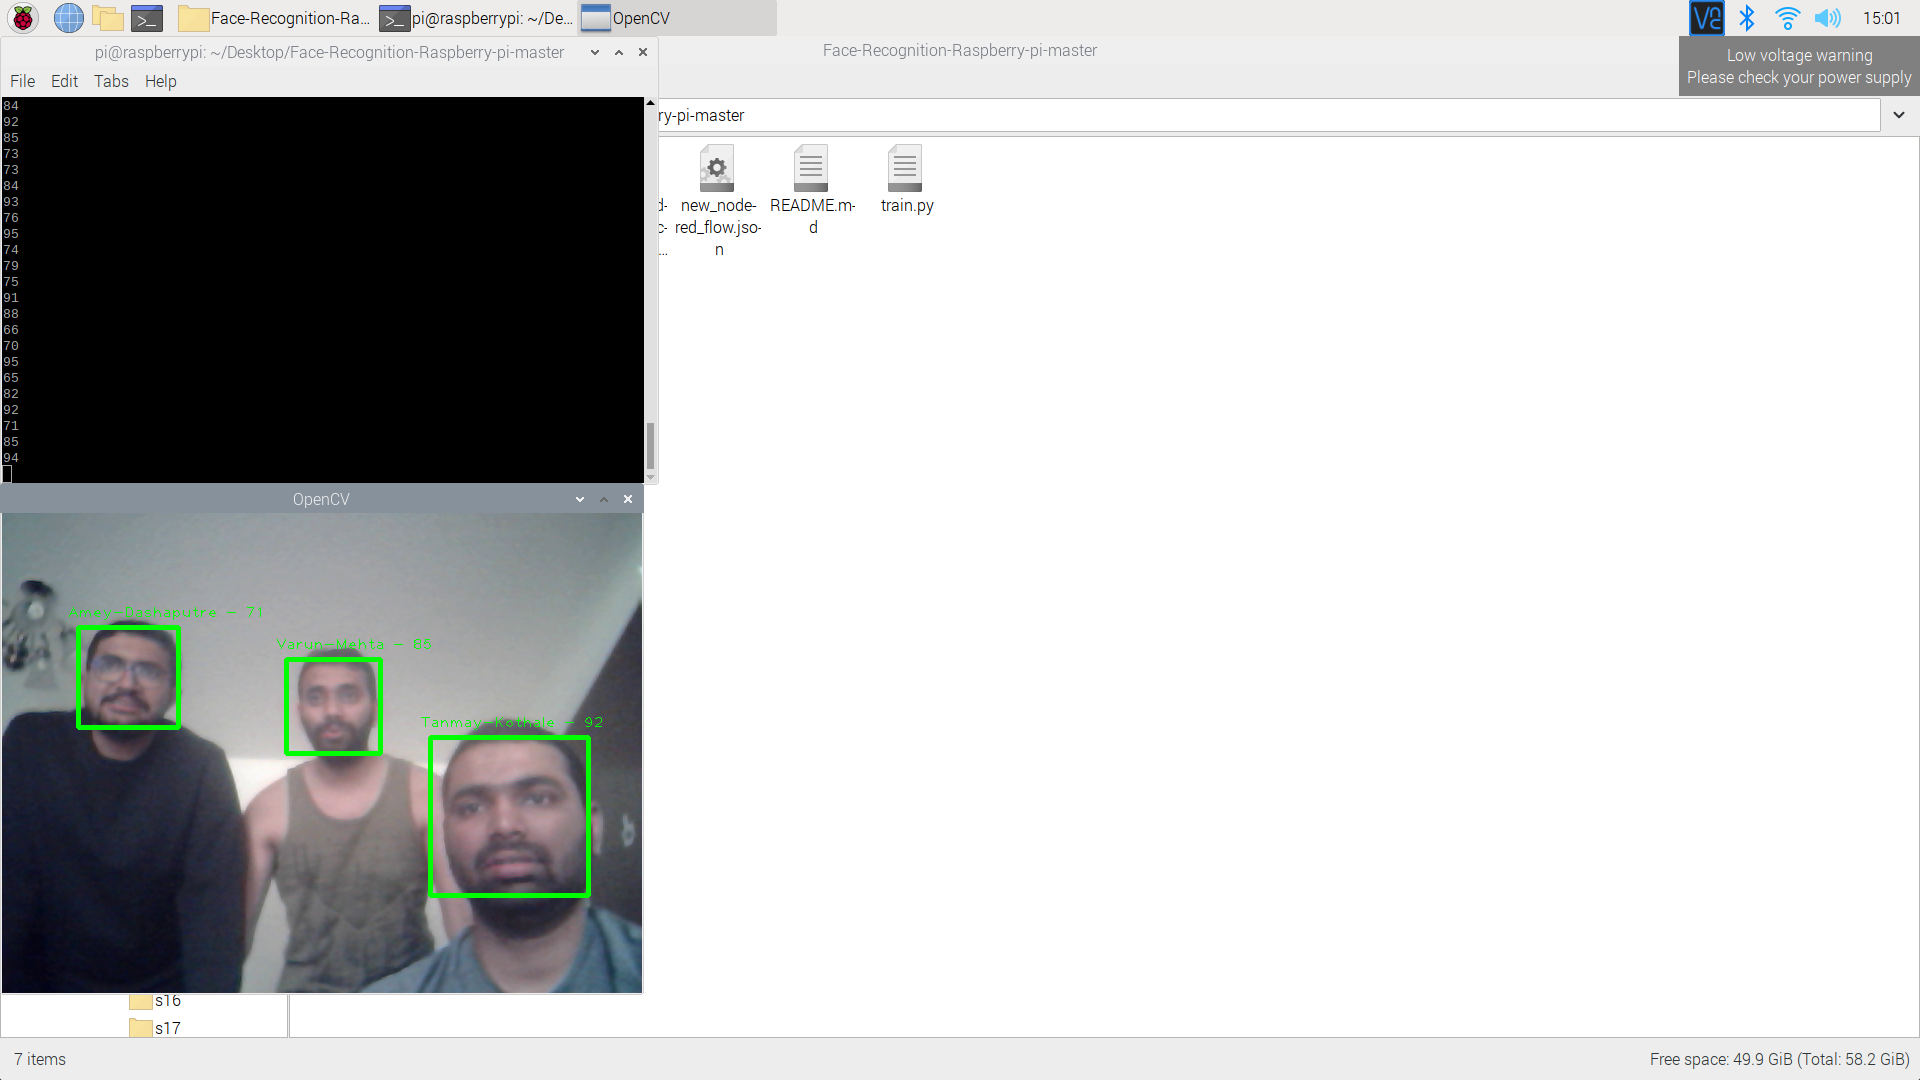 Face-Recognition-Ra...
pi@raspberrypi: ~/De...
OpenCV
15:01
pi@raspberrypi: ~/Desktop/Face-Recognition-Raspberry-pi-master
Face-Recognition-Raspberry-pi-master
Low voltage warning
Please check your power supply
File Edit Tabs Help
ry-pi-master
84
92
85
73
73
84
93
76
95
74
79
75
91
88
66
70
95
65
82
92
71
85
94
d-
c-
...
new_node-
red_flow.jso-
n
README.m-
d
train.py
OpenCV
- 71
Varun-Mehta - 85
Tanmay-Kothale - 92
s16
s17
7 items
Free space: 49.9 GiB (Total: 58.2 GiB)